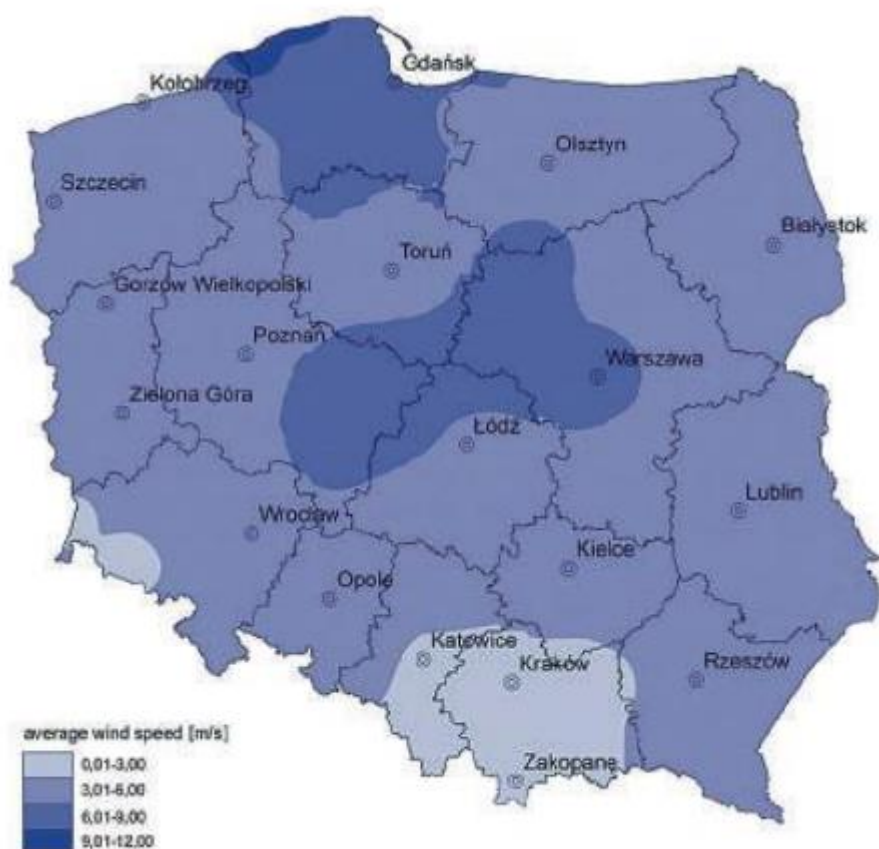 Gdańsk
Kołobrzeg
Olsztyn
Szczecin
Białystok
Toruń
Gorzów Wielkopolski
Poznań
Warszawa
Zielona Góra
Łódź
Lublin
Wrocław
Kielce
Opole
Katowice
Kraków
Rzeszów
Zakopane
average wind speed [m/s]
0,01-3,00
3,01-6,00
6,01-9,00
9,01-12,00